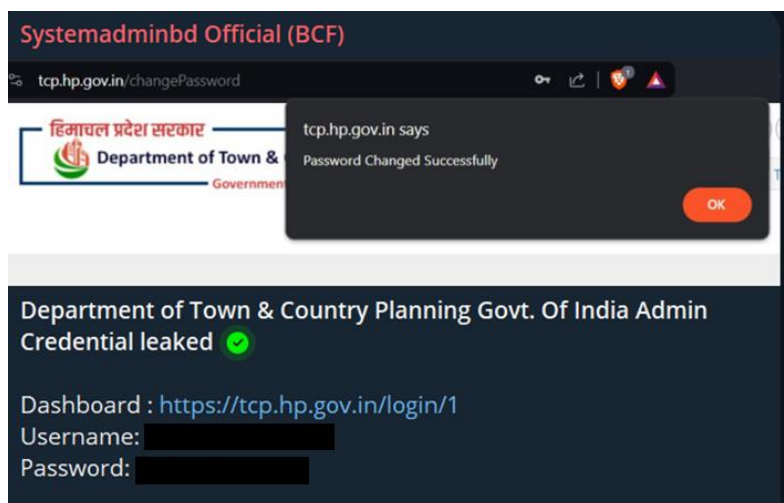 Systemadminbd Official (BCF)
tcp.hp.gov.in/changePassword
हिमाचल प्रदेश सरकार
Department of Town &
Government
tcp.hp.gov.in says
Password Changed Successfully
OK
Department of Town & Country Planning Govt. Of India Admin
Credential leaked
Dashboard : https://tcp.hp.gov.in/login/1
Username:
Password: